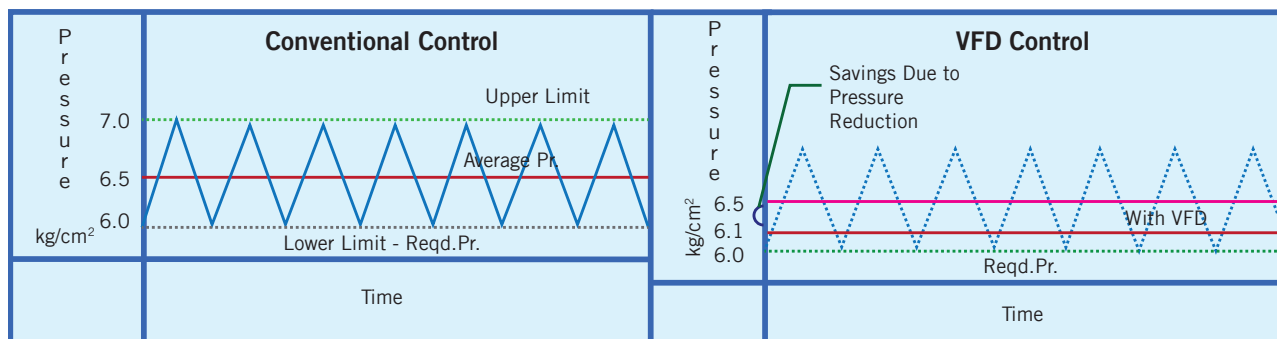 Pressure
Conventional Control
Upper Limit
7.0
Average Pr.
6.5
6.0
kg/cm²
Lower Limit - Reqd.Pr.
Time
Pressure
VFD Control
Savings Due to
Pressure
Reduction
6.5
With VFD
6.1
6.0
kg/cm²
Reqd.Pr.
Time